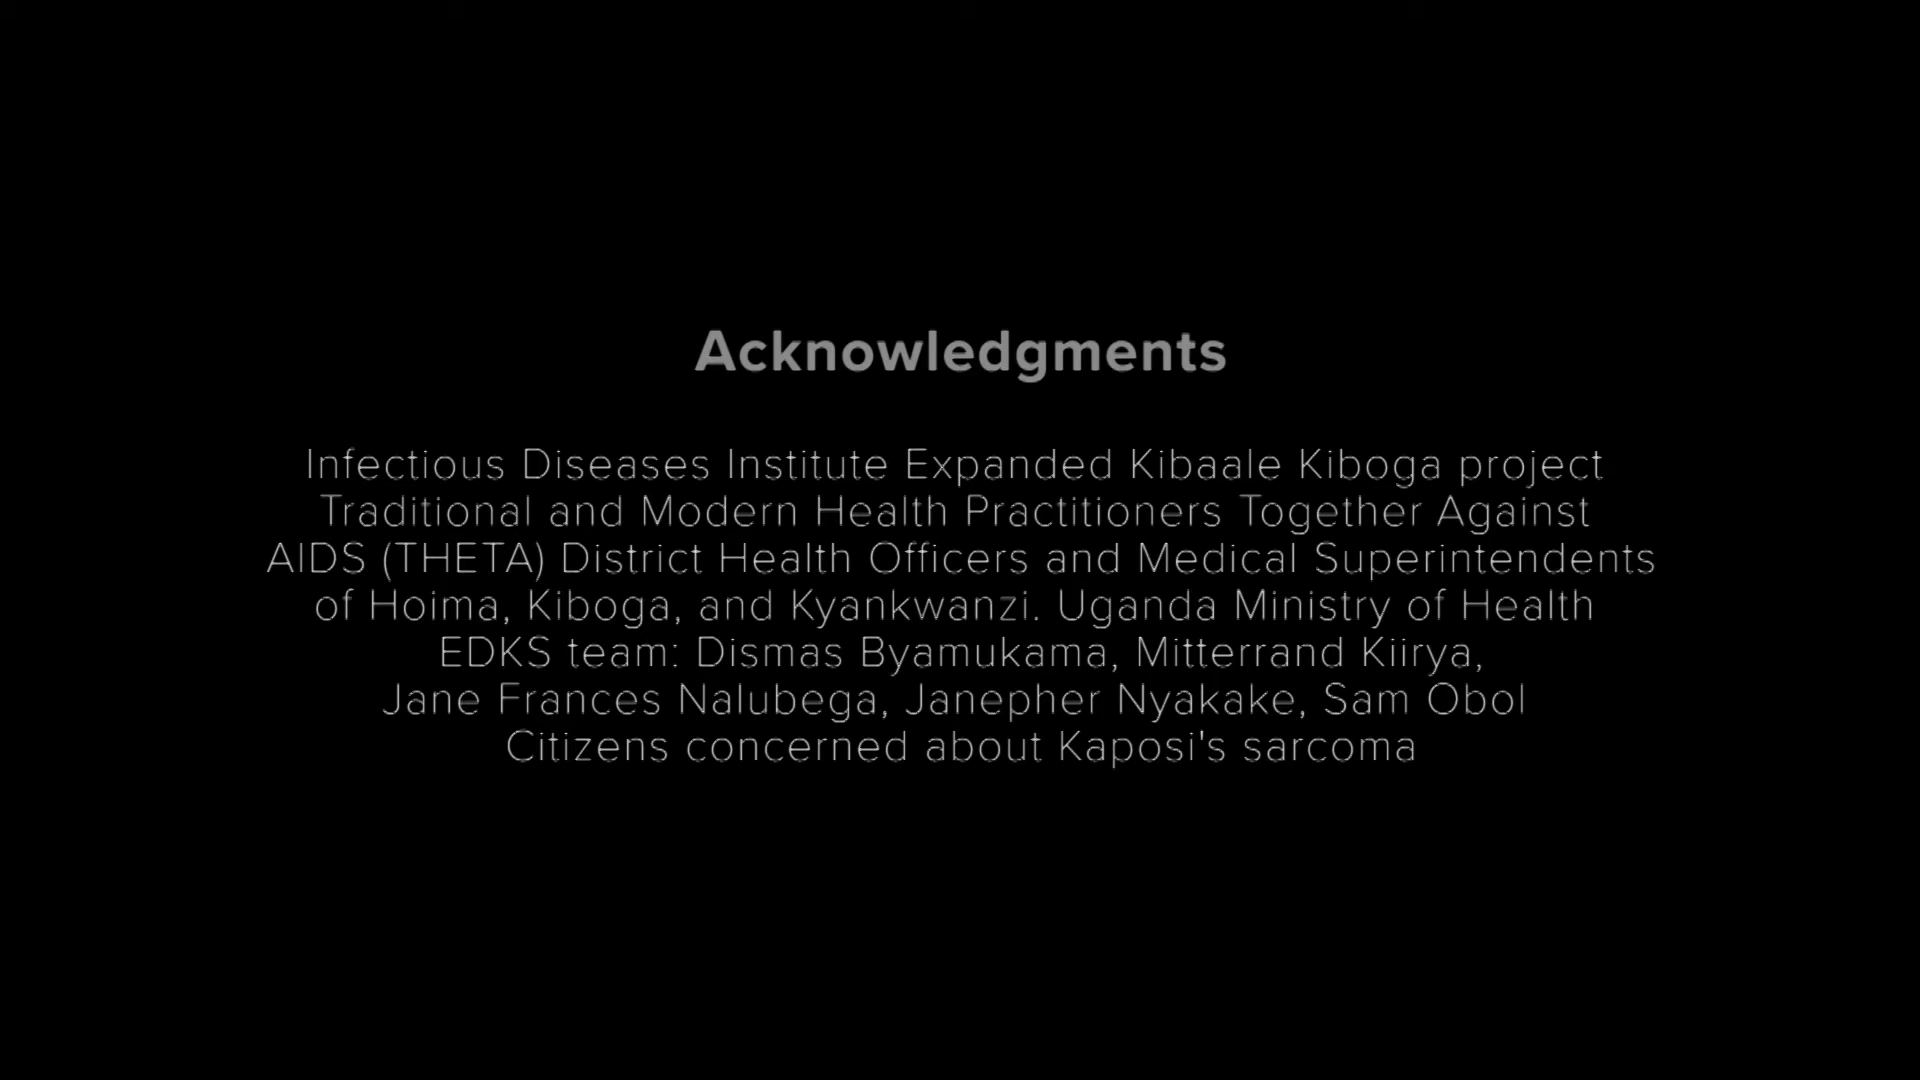 Acknowledgments
Infectious Diseases Institute Expanded Kibaale Kiboga project
Traditional and Modern Health Practitioners Together Against
AIDS (THETA) District Health Officers and Medical Superintendents
of Hoima, Kiboga, and Kyankwanzi. Uganda Ministry of Health
EDKS team: Dismas Byamukama, Mitterrand Kiirya,
Jane Frances Nalubega, Janepher Nyakake, Sam Obol
Citizens concerned about Kaposi's sarcoma